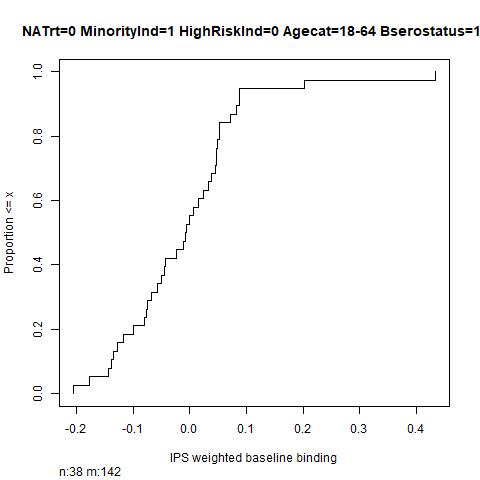 NATrt=0 MinorityInd=1 HighRiskInd=0 Agecat=18-64 Bserostatus=1
1.0
0.8
0.6
0.4
0.2
0.0
Proportion <= x
-0.2 -0.1 0.0 0.1 0.2 0.3 0.4
IPS weighted baseline binding
n:38 m:142